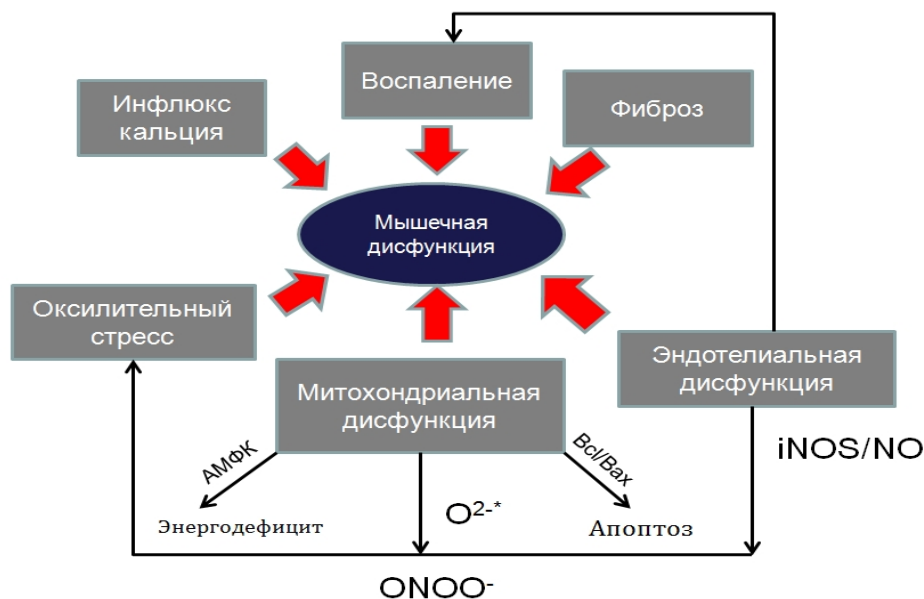 Воспаление
Инфлюкс
кальция
Фиброз
Мышечная
дисфункция
Оксилительный
стресс
Митохондриальная
дисфункция
Эндотелиальная
дисфункция
iNOS/NO
АМФК
Bcl/Bax
O²⁻*
Энергодефицит
Апоптоз
ONOO⁻